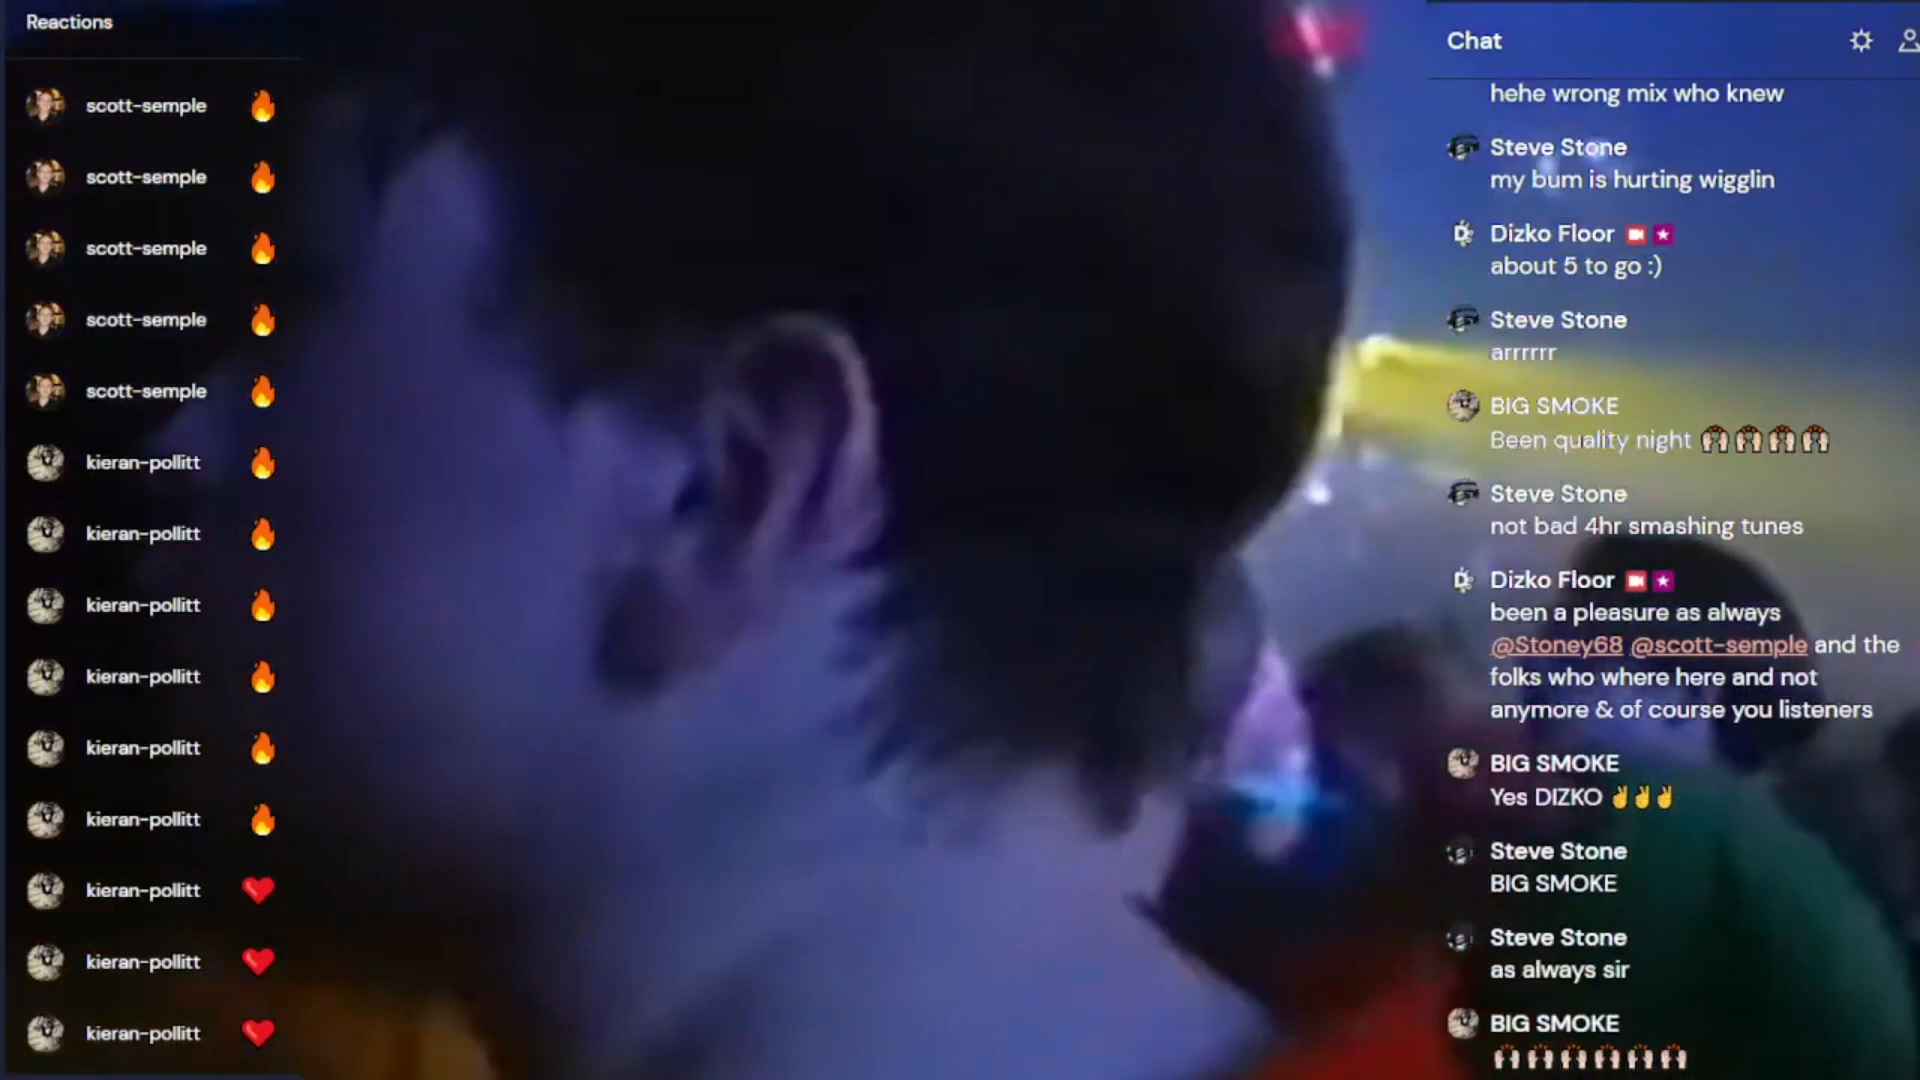 Reactions
scott-semple 🔥
scott-semple 🔥
scott-semple 🔥
scott-semple 🔥
scott-semple 🔥
kieran-pollitt 🔥
kieran-pollitt 🔥
kieran-pollitt 🔥
kieran-pollitt 🔥
kieran-pollitt 🔥
kieran-pollitt 🔥
kieran-pollitt ❤️
kieran-pollitt ❤️
kieran-pollitt ❤️
Chat
hehe wrong mix who knew
Steve Stone
my bum is hurting wigglin
Dizko Floor
about 5 to go :)
Steve Stone
arrrrrr
BIG SMOKE
Been quality night 🙌🏻🙌🏻🙌🏻🙌🏻
Steve Stone
not bad 4hr smashing tunes
Dizko Floor
been a pleasure as always
@Stoney68 @scott-semple and the
folks who where here and not
anymore & of course you listeners
BIG SMOKE
Yes DIZKO ✌️✌️✌️
Steve Stone
BIG SMOKE
Steve Stone
as always sir
BIG SMOKE
🙌🏻🙌🏻🙌🏻🙌🏻🙌🏻🙌🏻